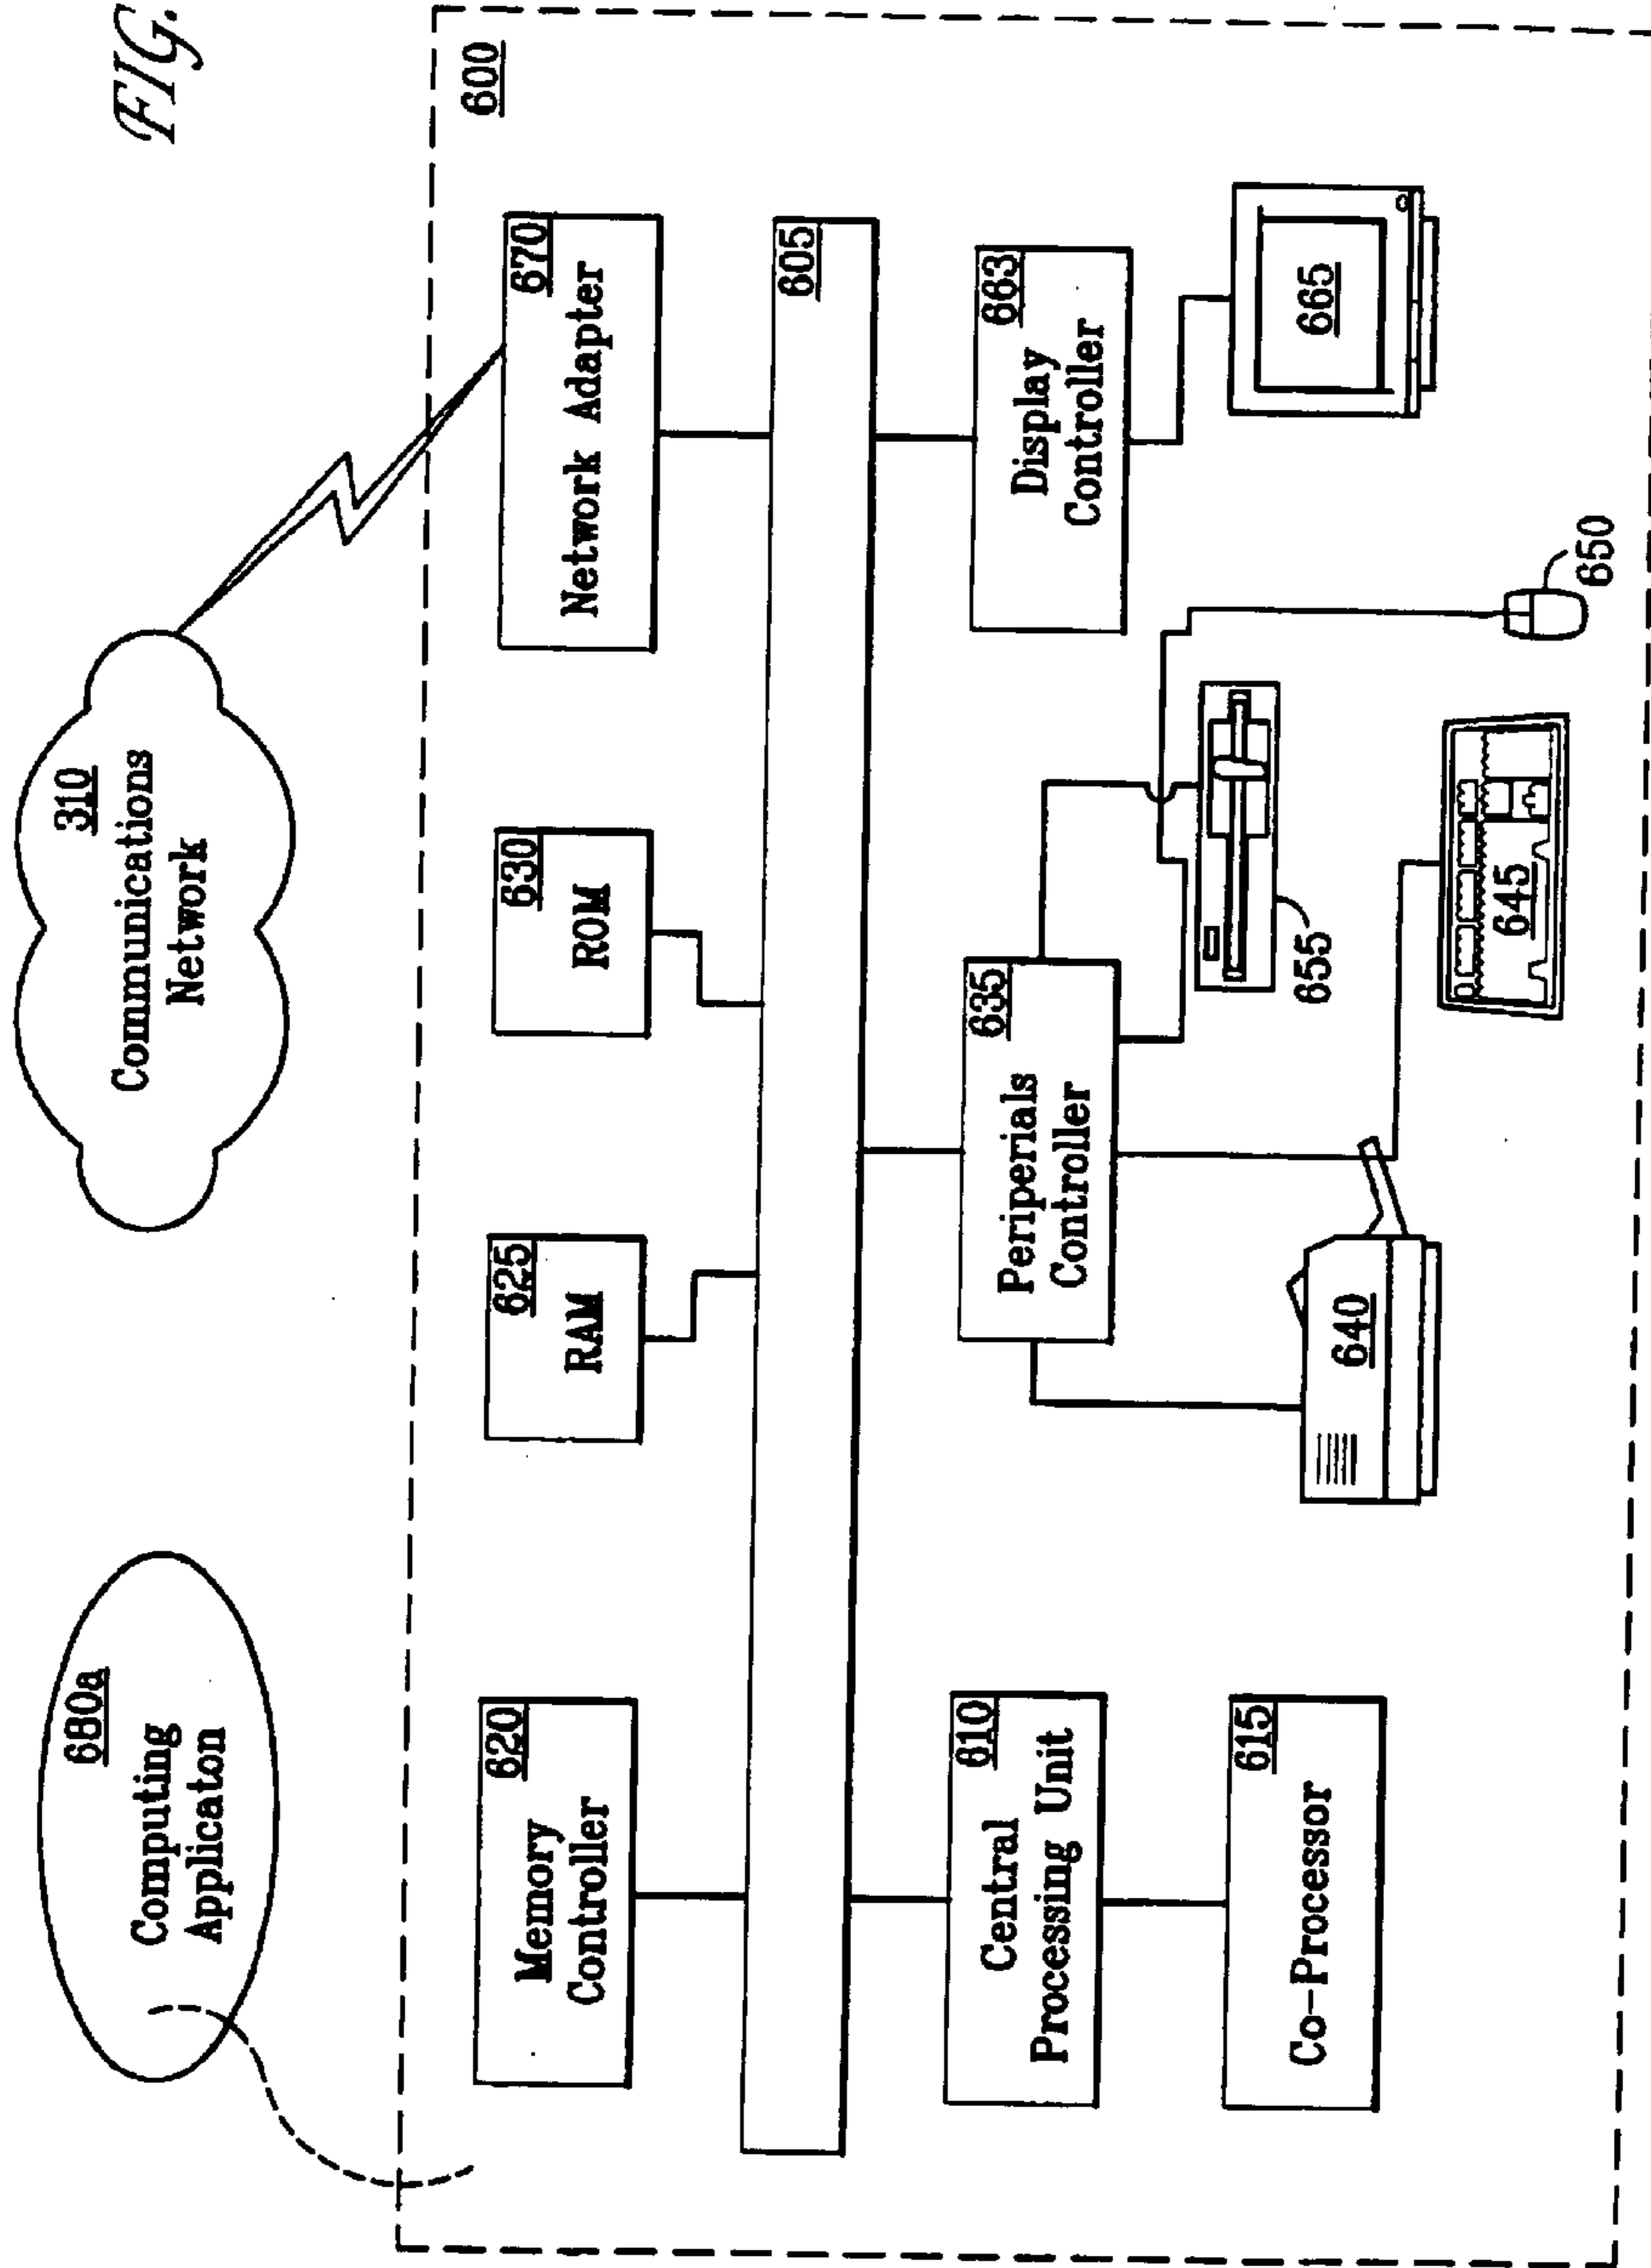 FIG.
680a
Computing
Applicaton
310
Communications
Network
600
620
Memory
Controller
625
RAM
630
ROM
670
Network Adapter
605
610
Central
Processing Unit
635
Periperials
Controller
663
Display
Controller
615
Co-Processor
640
655
665
645
650